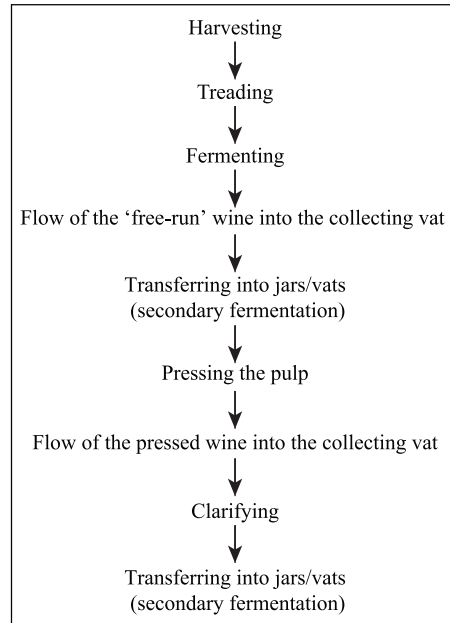 Harvesting
Treading
Fermenting
Flow of the ‘free-run’ wine into the collecting vat
Transferring into jars/vats
(secondary fermentation)
Pressing the pulp
Flow of the pressed wine into the collecting vat
Clarifying
Transferring into jars/vats
(secondary fermentation)